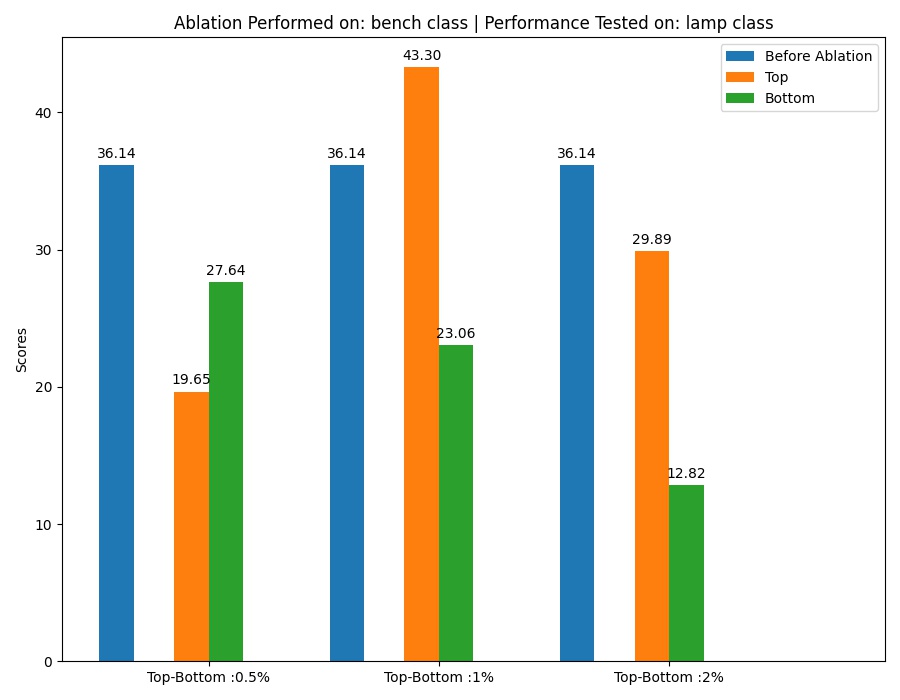 Ablation Performed on: bench class | Performance Tested on: lamp class
Before Ablation
Top
Bottom
Scores
40
30
20
10
0
36.14
19.65
27.64
36.14
43.30
23.06
36.14
29.89
12.82
Top-Bottom :0.5%
Top-Bottom :1%
Top-Bottom :2%